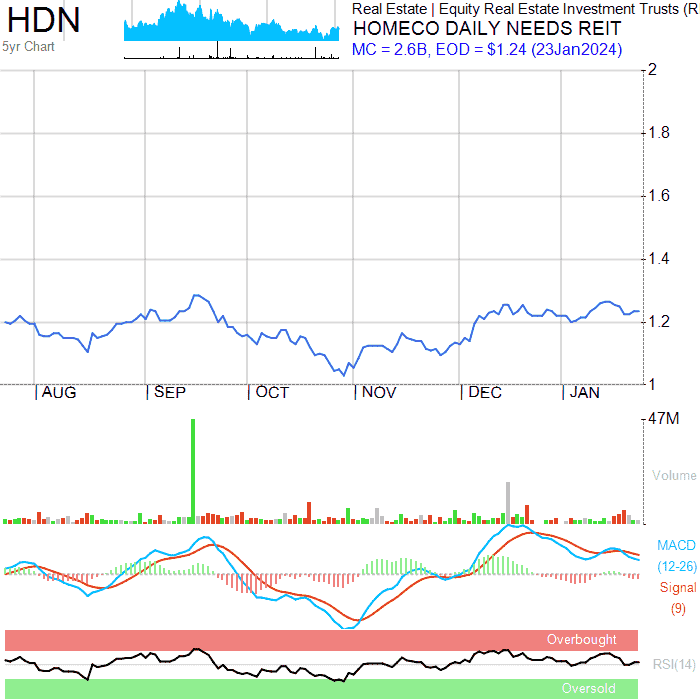 HDN
5yr Chart
Real Estate | Equity Real Estate Investment Trusts (R
HOMECO DAILY NEEDS REIT
MC = 2.6B, EOD = $1.24 (23Jan2024)
2
1.8
1.6
1.4
1.2
1
AUG SEP OCT NOV DEC JAN
47M
Volume
MACD
(12-26)
Signal
(9)
Overbought
RSI(14)
Oversold